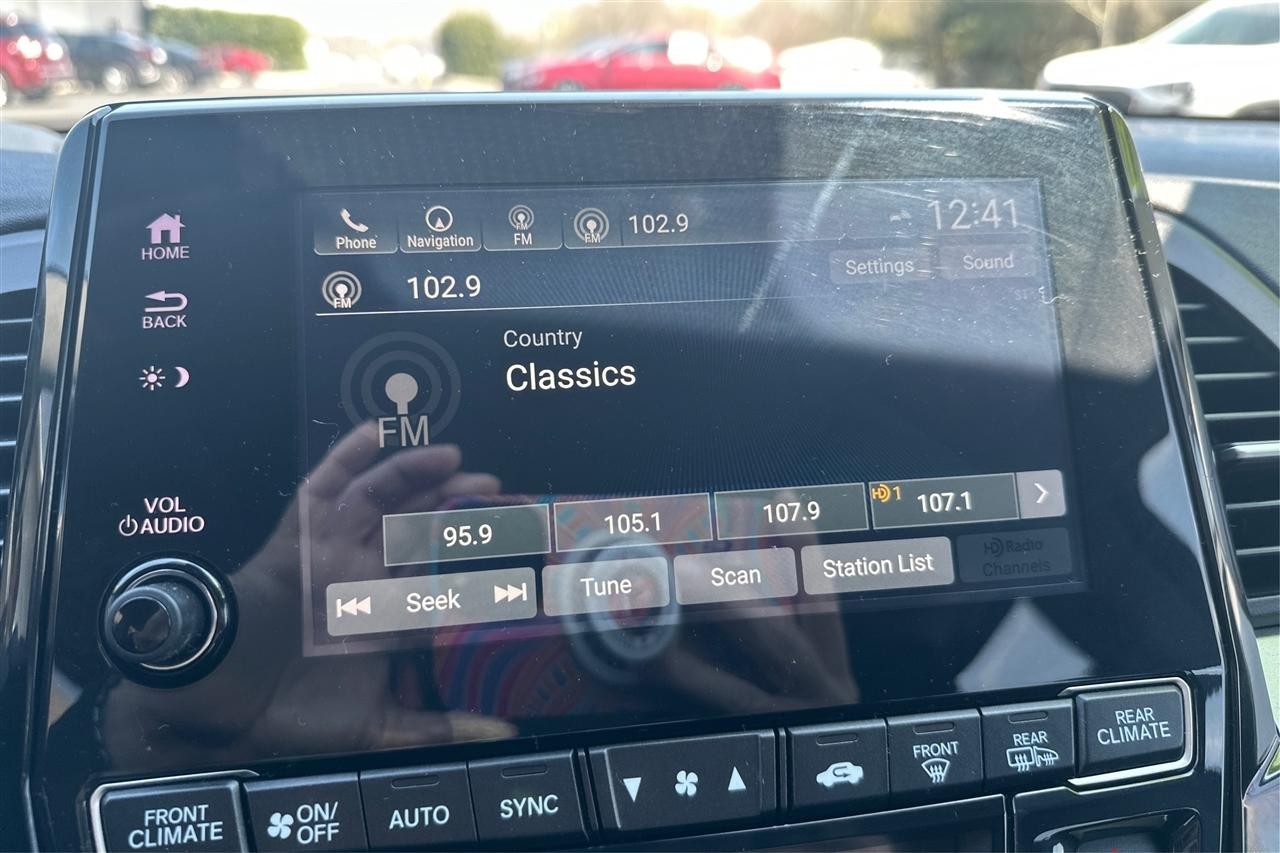 HOME
BACK
VOL
AUDIO
Phone
Navigation
FM
FM
102.9
12:41
Settings
Sound
FM
102.9
Country
Classics
FM
95.9
105.1
107.9
HD 1
107.1
Seek
Tune
Scan
Station List
HD Radio
Channels
FRONT
CLIMATE
ON/
OFF
AUTO
SYNC
FRONT
REAR
REAR
CLIMATE